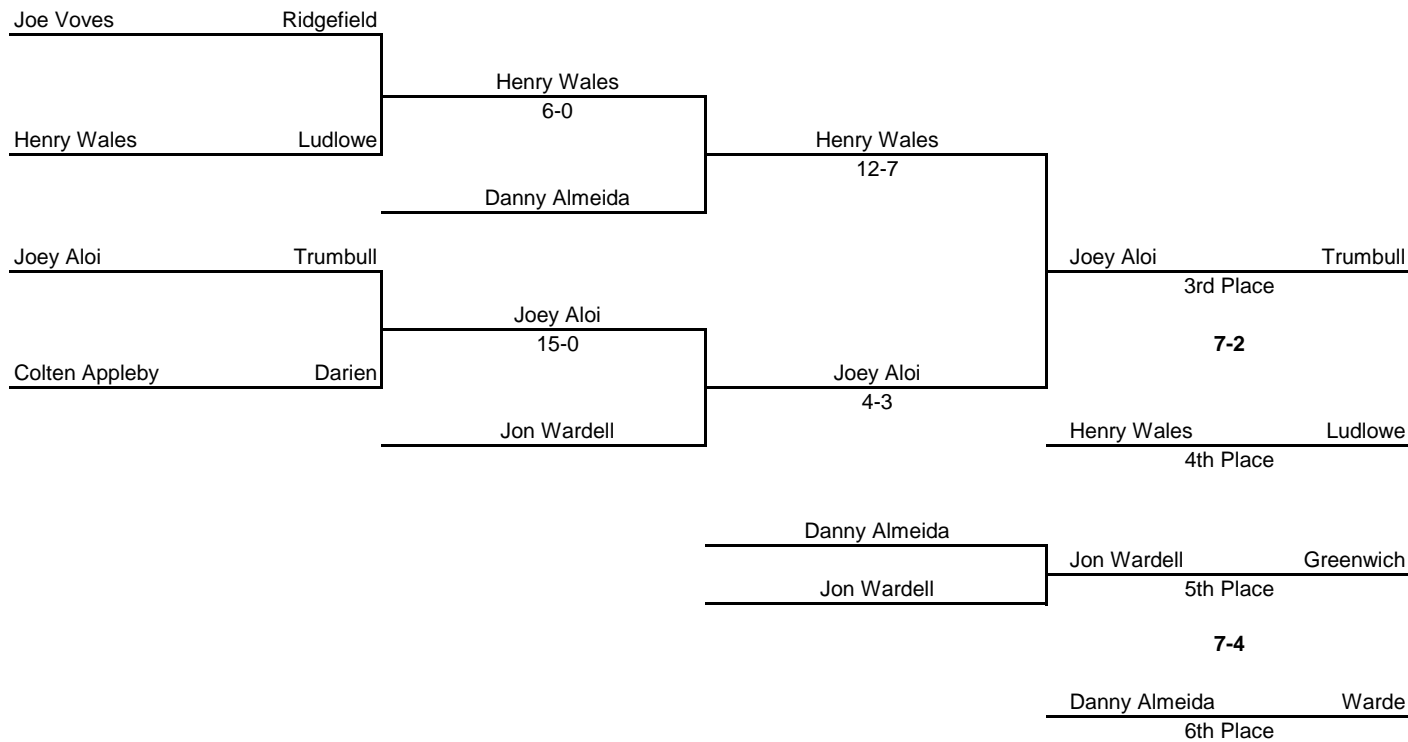 Joe Voves Ridgefield
Henry Wales
6-0
Henry Wales Ludlowe
Henry Wales
12-7
Danny Almeida
Joey Aloi Trumbull
Joey Aloi Trumbull
3rd Place
Joey Aloi
15-0
7-2
Colten Appleby Darien
Joey Aloi
4-3
Jon Wardell
Henry Wales Ludlowe
4th Place
Danny Almeida
Jon Wardell Greenwich
5th Place
Jon Wardell
7-4
Danny Almeida Warde
6th Place